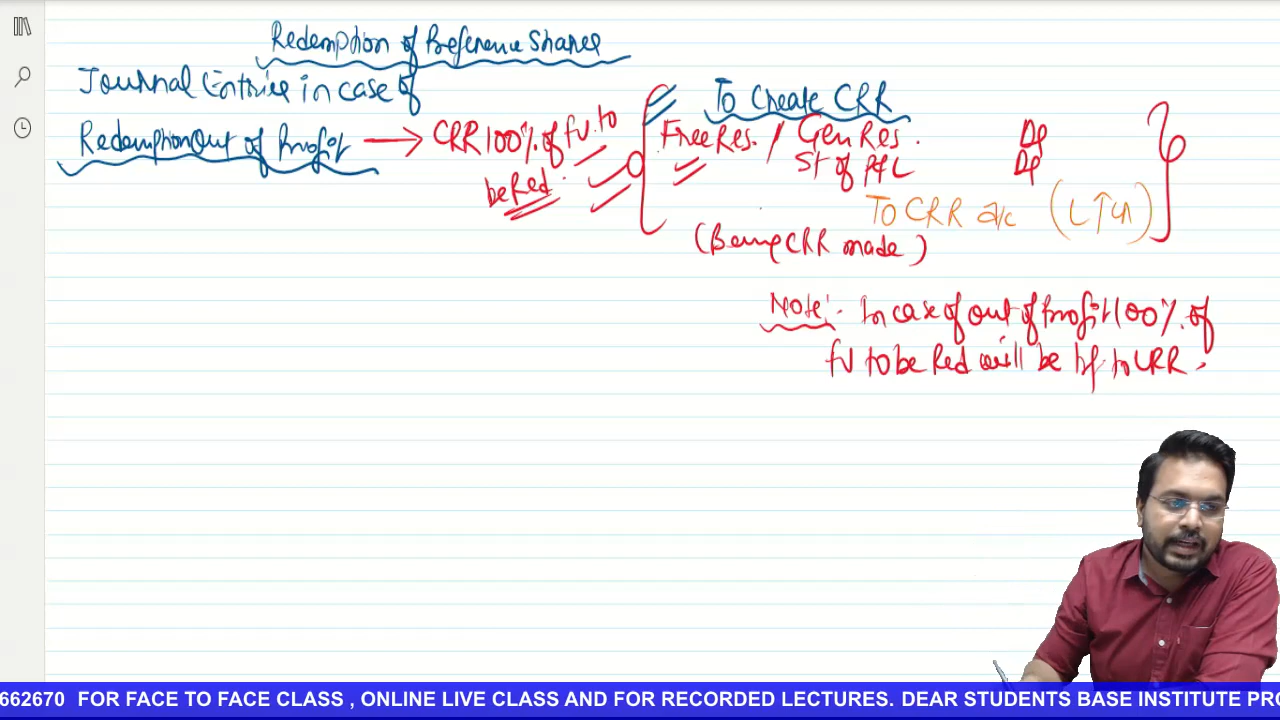 Redemption of Preference Shares
Journal Entries in case of
Redemption Out of Profit → CRR 100% of FV to
be Red.
To Create CRR
Free Res. / Gen Res. Dr
St of P&L Dr
To CRR a/c (L↑Cr)
(Being CRR made)
Note:- In case of out of Profit 100% of
FV to be Red will be tf to CRR.
662670 FOR FACE TO FACE CLASS , ONLINE LIVE CLASS AND FOR RECORDED LECTURES. DEAR STUDENTS BASE INSTITUTE PRO